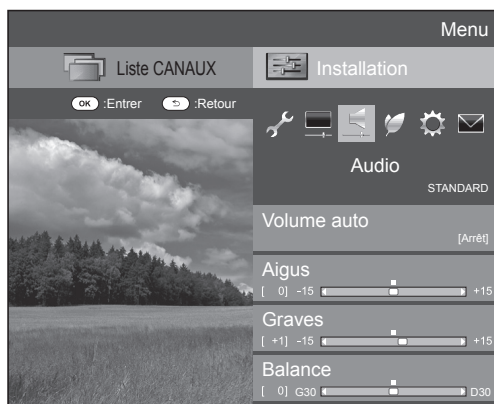 Menu
Liste CANAUX
Installation
OK :Entrer :Retour
Audio
STANDARD
Volume auto
[Arrêt]
Aigus
[ 0] -15 +15
Graves
[ +1] -15 +15
Balance
[ 0] G30 D30